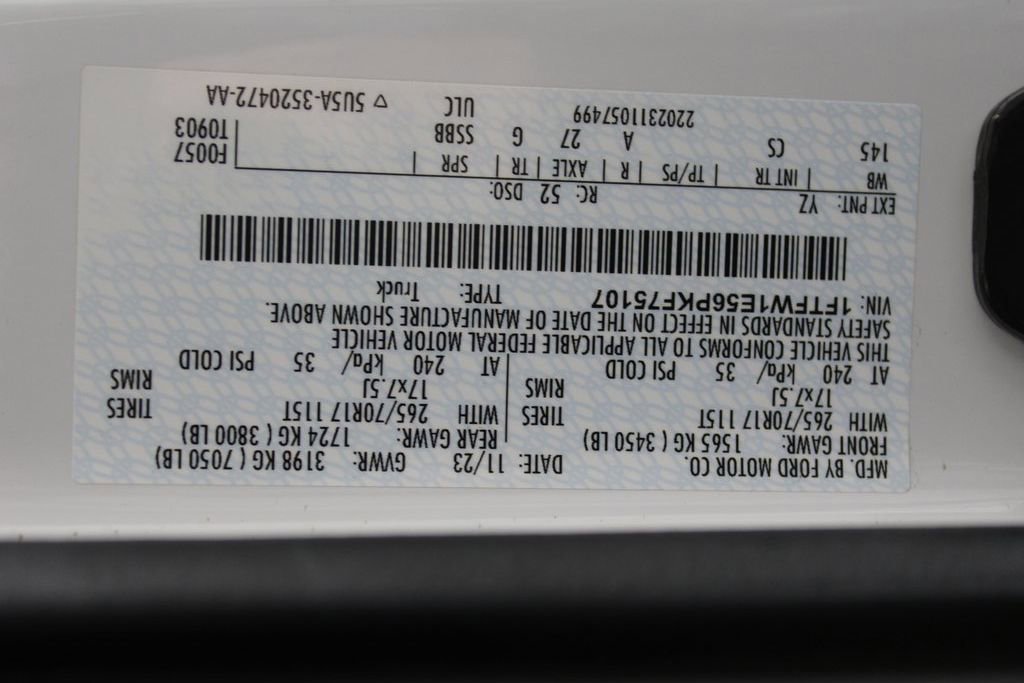 MFD. BY FORD MOTOR CO. DATE: 11/23 GVWR: 3198 KG ( 7050 LB)
FRONT GAWR: 1565 KG ( 3450 LB) REAR GAWR: 1724 KG ( 3800 LB)
WITH 265/70R17 115T TIRES WITH 265/70R17 115T TIRES
17x7.5J RIMS 17x7.5J RIMS
AT 240 kPa/ 35 PSI COLD AT 240 kPa/ 35 PSI COLD
THIS VEHICLE CONFORMS TO ALL APPLICABLE FEDERAL MOTOR VEHICLE
SAFETY STANDARDS IN EFFECT ON THE DATE OF MANUFACTURE SHOWN ABOVE.
VIN: 1FTFW1E56PKF75107 TYPE: Truck
EXT PNT: YZ RC: 52 DSO:
WB | INT TR | TP/PS | R | AXLE | TR | SPR | F0057
145 CS A 27 G SSBB T0903
2202311057499 ULC △ 5U5A-3520472-AA